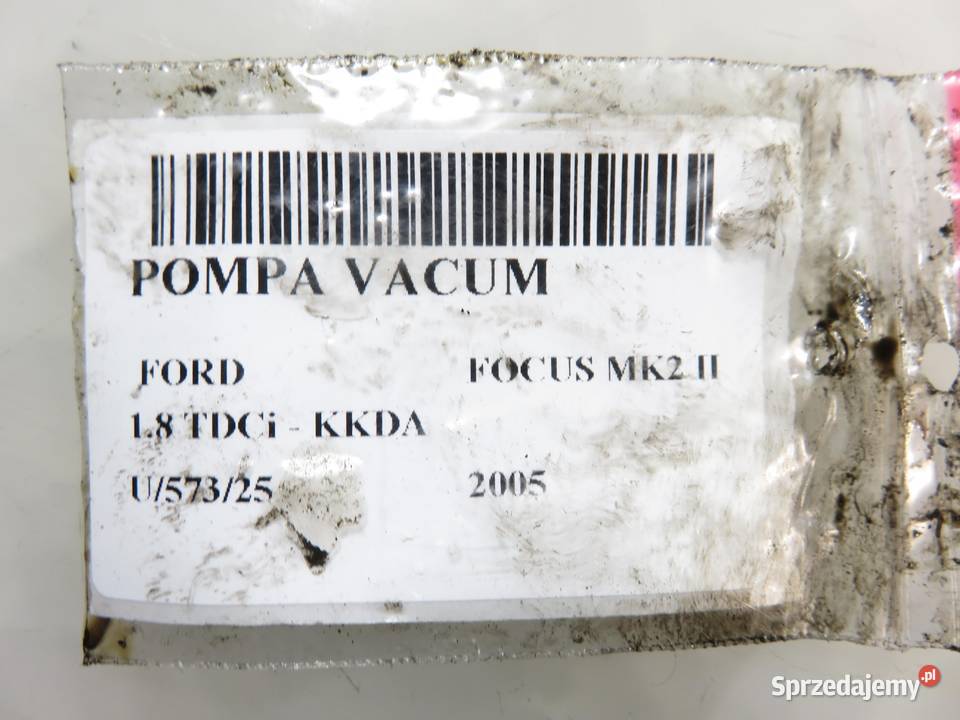 POMPA VACUM
FORD FOCUS MK2 II
1.8 TDCi - KKDA
U/573/25 2005
Sprzedajemy.pl